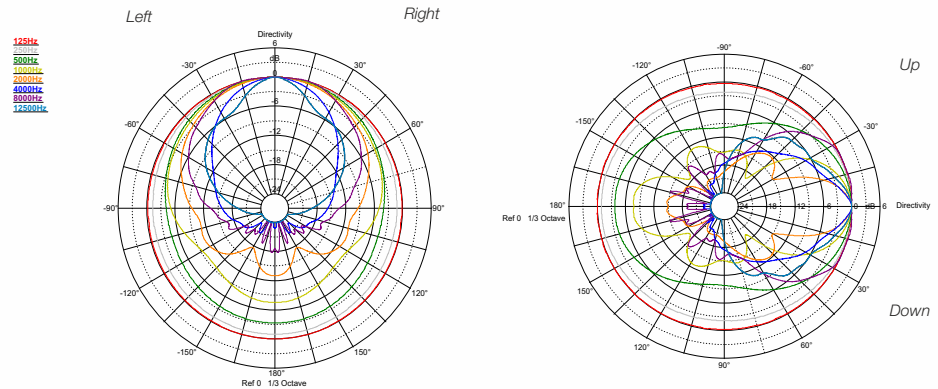 Left
Right
125Hz
250Hz
500Hz
1000Hz
2000Hz
4000Hz
8000Hz
12500Hz
Directivity
6
dB
0
-6
-12
-18
-24
-30°
30°
-60°
60°
-90°
90°
-120°
120°
-150°
150°
180°
Ref 0 1/3 Octave
Up
-90°
-120°
-60°
-150°
-30°
180°
Ref 0 1/3 Octave
-24 -18 -12 -6 0 dB 6
Directivity
150°
30°
120°
60°
90°
Down